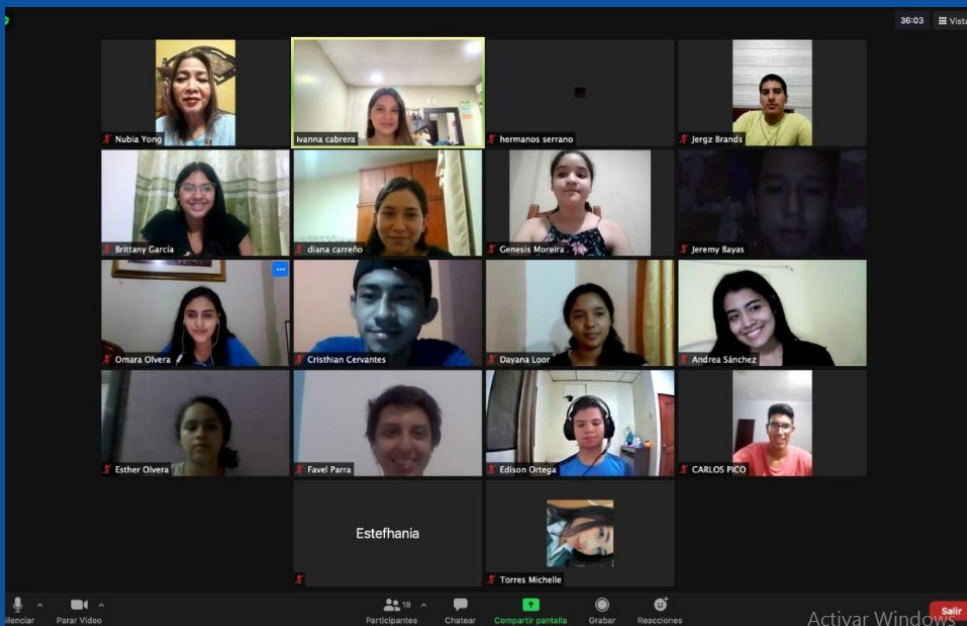 36:03 Vista
Nubia Yong
ivanna cabrera
hermanos serrano
Jergz Brands
Brittany García
diana carreño
Genesis Moreira
Jeremy Bayas
Omara Olvera
Cristhian Cervantes
Dayana Loor
Andrea Sánchez
Esther Olvera
Favel Parra
Edison Ortega
CARLOS PICO
Estefhania
Torres Michelle
Parar Video
18
Participantes
Chatear
Compartir pantalla
Grabar
Reacciones
Activar Windows
Salir